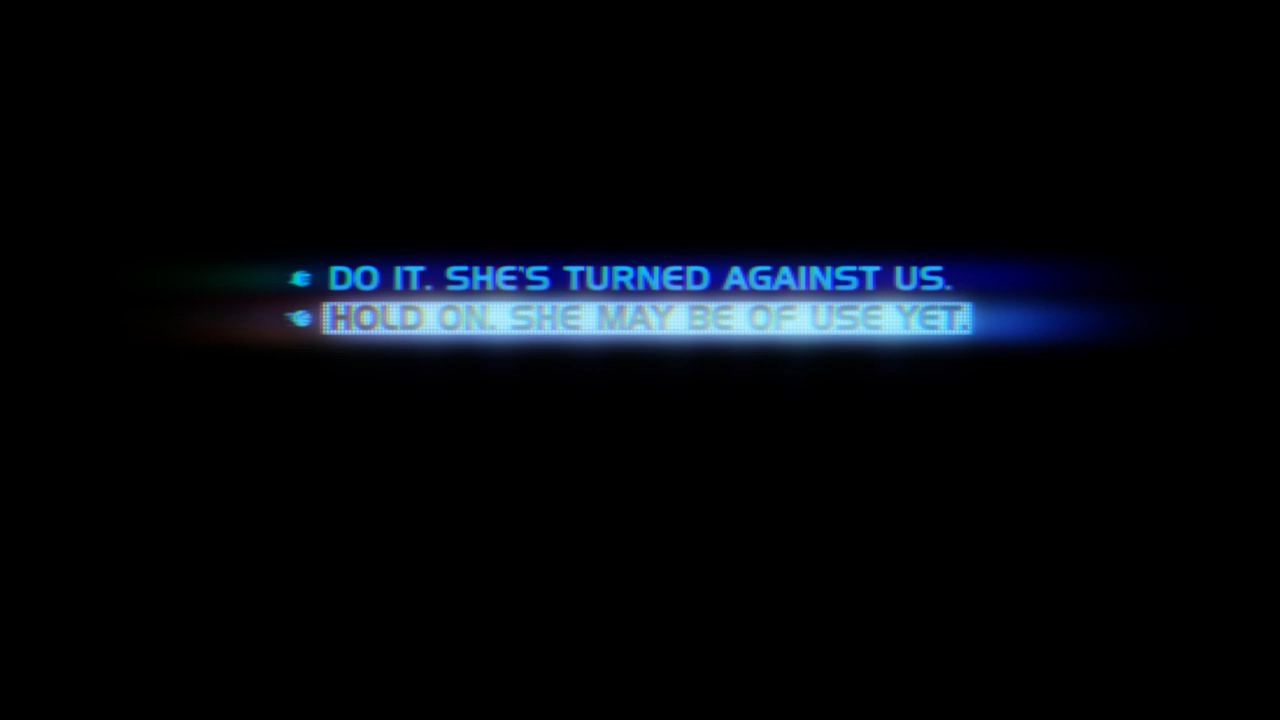 DO IT. SHE'S TURNED AGAINST US.
HOLD ON. SHE MAY BE OF USE YET.